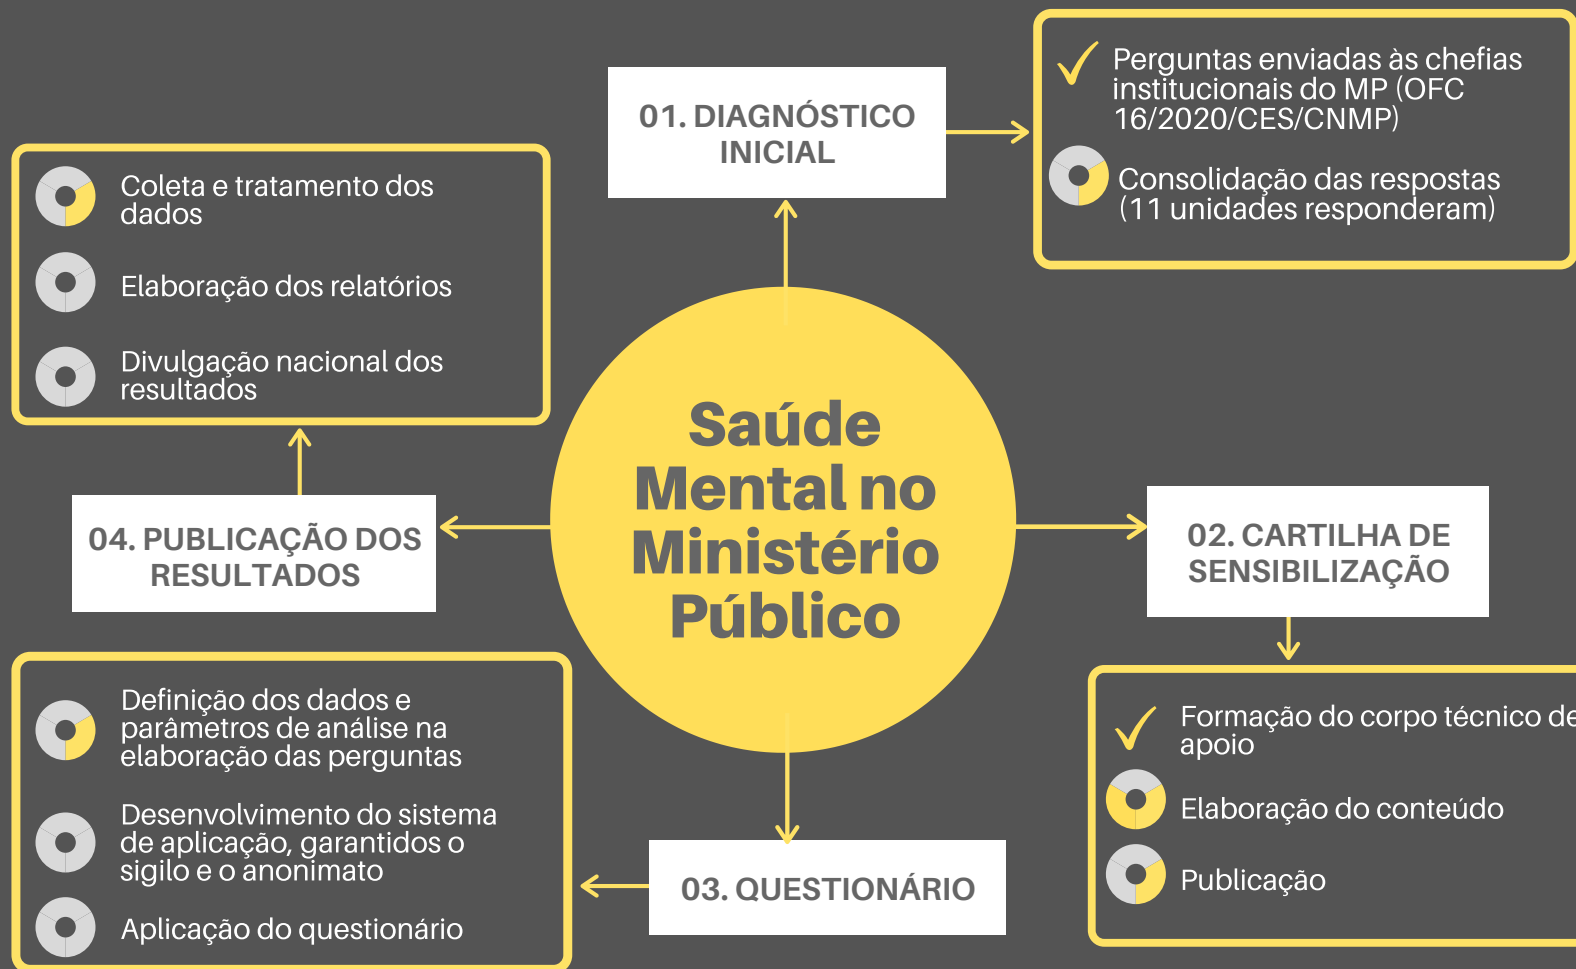 Saúde
Mental no
Ministério
Público
01. DIAGNÓSTICO
INICIAL
Perguntas enviadas às chefias
institucionais do MP (OFC
16/2020/CES/CNMP)
Consolidação das respostas
(11 unidades responderam)
02. CARTILHA DE
SENSIBILIZAÇÃO
Formação do corpo técnico de
apoio
Elaboração do conteúdo
Publicação
03. QUESTIONÁRIO
Definição dos dados e
parâmetros de análise na
elaboração das perguntas
Desenvolvimento do sistema
de aplicação, garantidos o
sigilo e o anonimato
Aplicação do questionário
04. PUBLICAÇÃO DOS
RESULTADOS
Coleta e tratamento dos
dados
Elaboração dos relatórios
Divulgação nacional dos
resultados